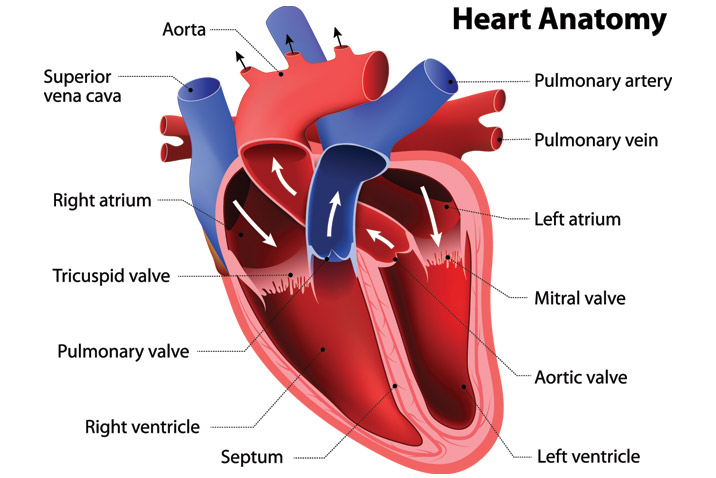 Heart Anatomy
Aorta
Superior
vena cava
Right atrium
Tricuspid valve
Pulmonary valve
Right ventricle
Septum
Pulmonary artery
Pulmonary vein
Left atrium
Mitral valve
Aortic valve
Left ventricle